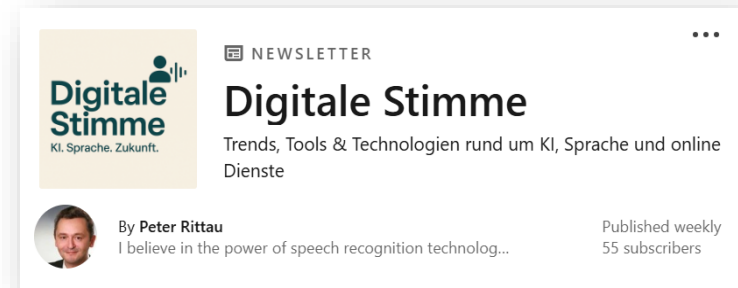 Digitale
Stimme
KI. Sprache. Zukunft.
NEWSLETTER
Digitale Stimme
Trends, Tools & Technologien rund um KI, Sprache und online
Dienste
By Peter Rittau
I believe in the power of speech recognition technolog...
Published weekly
55 subscribers